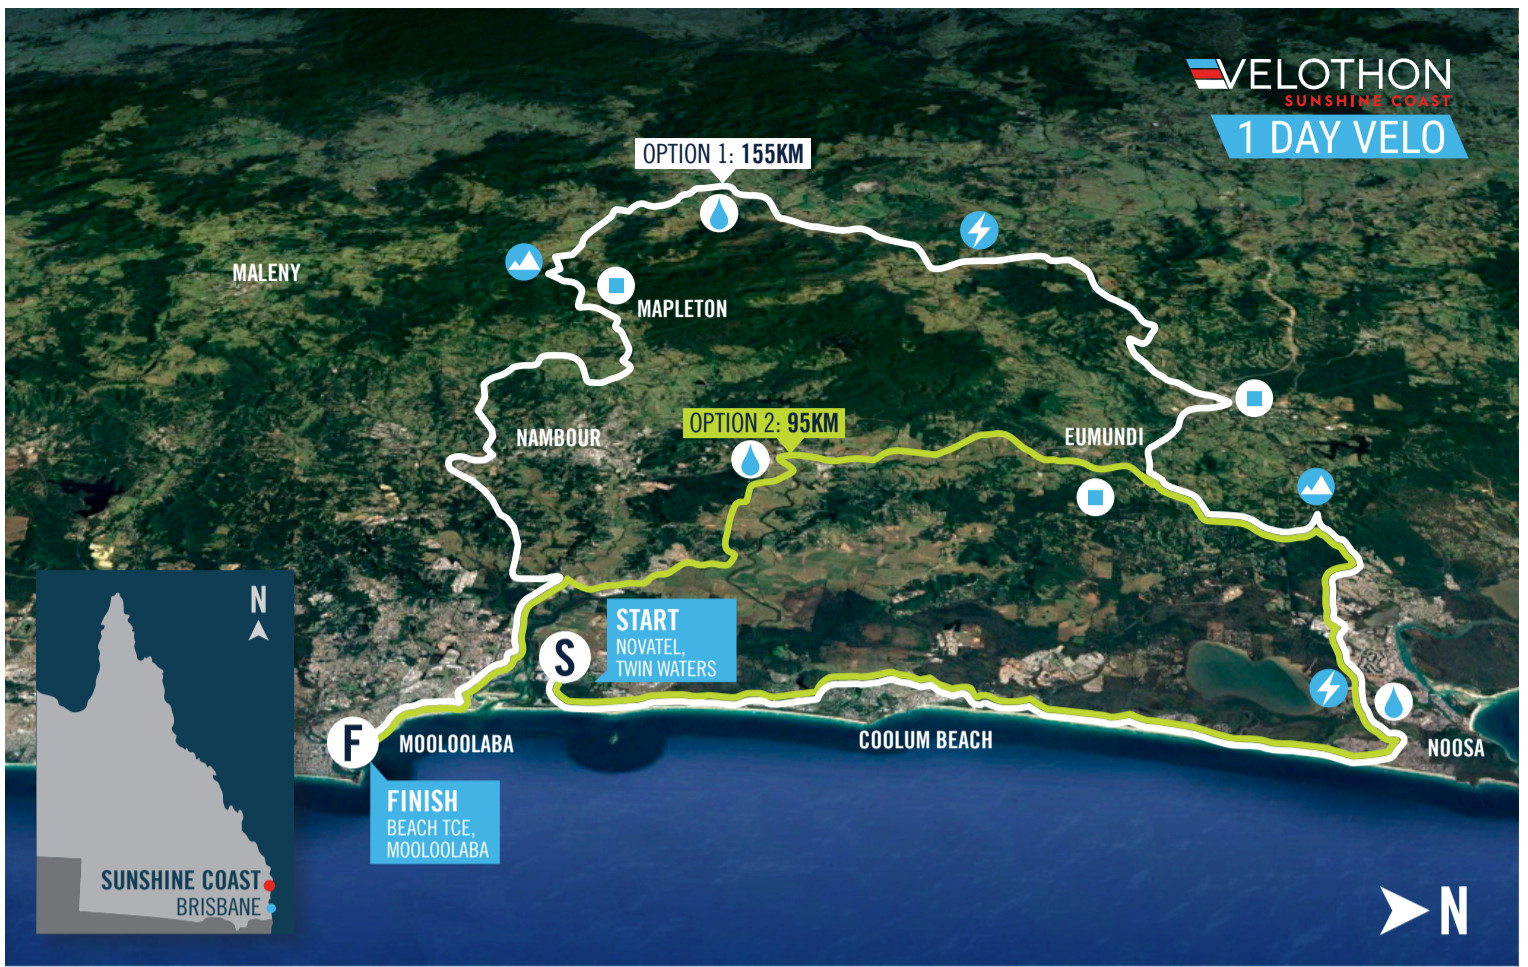 VELOTHON
SUNSHINE COAST
1 DAY VELO
OPTION 1: 155KM
MALENY
MAPLETON
OPTION 2: 95KM
NAMBOUR
EUMUNDI
START
NOVATEL,
TWIN WATERS
S
F
MOOLOOLABA
COOLUM BEACH
NOOSA
FINISH
BEACH TCE,
MOOLOOLABA
N
SUNSHINE COAST
BRISBANE
N